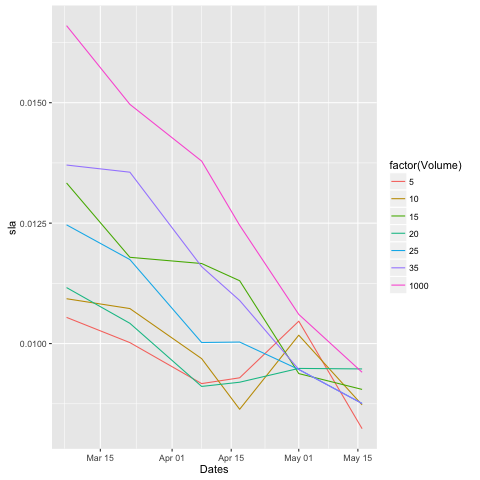 0.0150
0.0125
0.0100
sla
Mar 15
Apr 01
Apr 15
May 01
May 15
Dates
factor(Volume)
5
10
15
20
25
35
1000